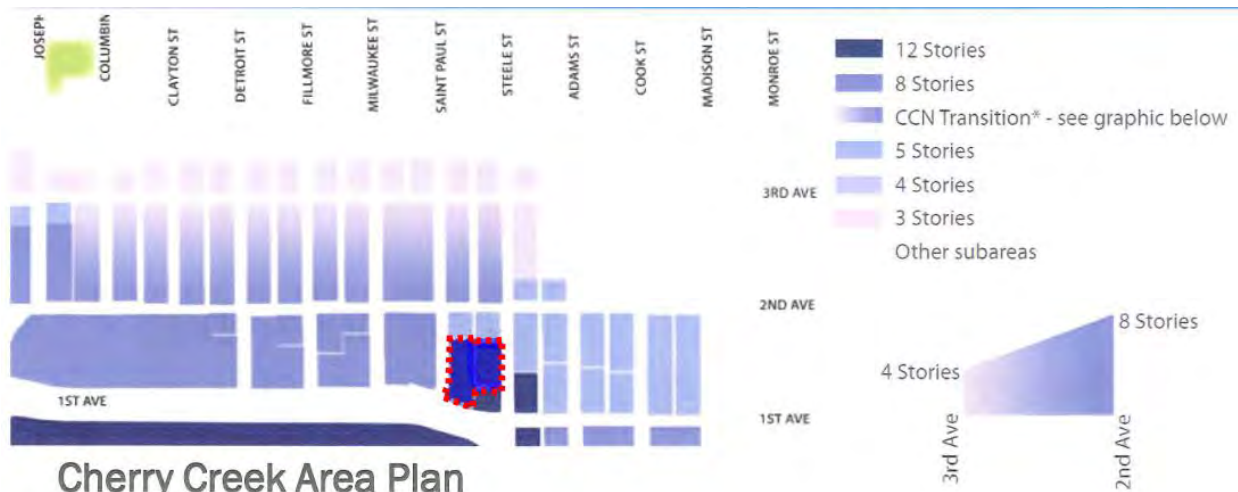 JOSEPH
COLUMBIN
CLAYTON ST
DETROIT ST
FILLMORE ST
MILWAUKEE ST
SAINT PAUL ST
STEELE ST
ADAMS ST
COOK ST
MADISON ST
MONROE ST
12 Stories
8 Stories
CCN Transition* - see graphic below
5 Stories
4 Stories
3 Stories
Other subareas
3RD AVE
2ND AVE
1ST AVE
1ST AVE
8 Stories
4 Stories
3rd Ave
2nd Ave
Cherry Creek Area Plan